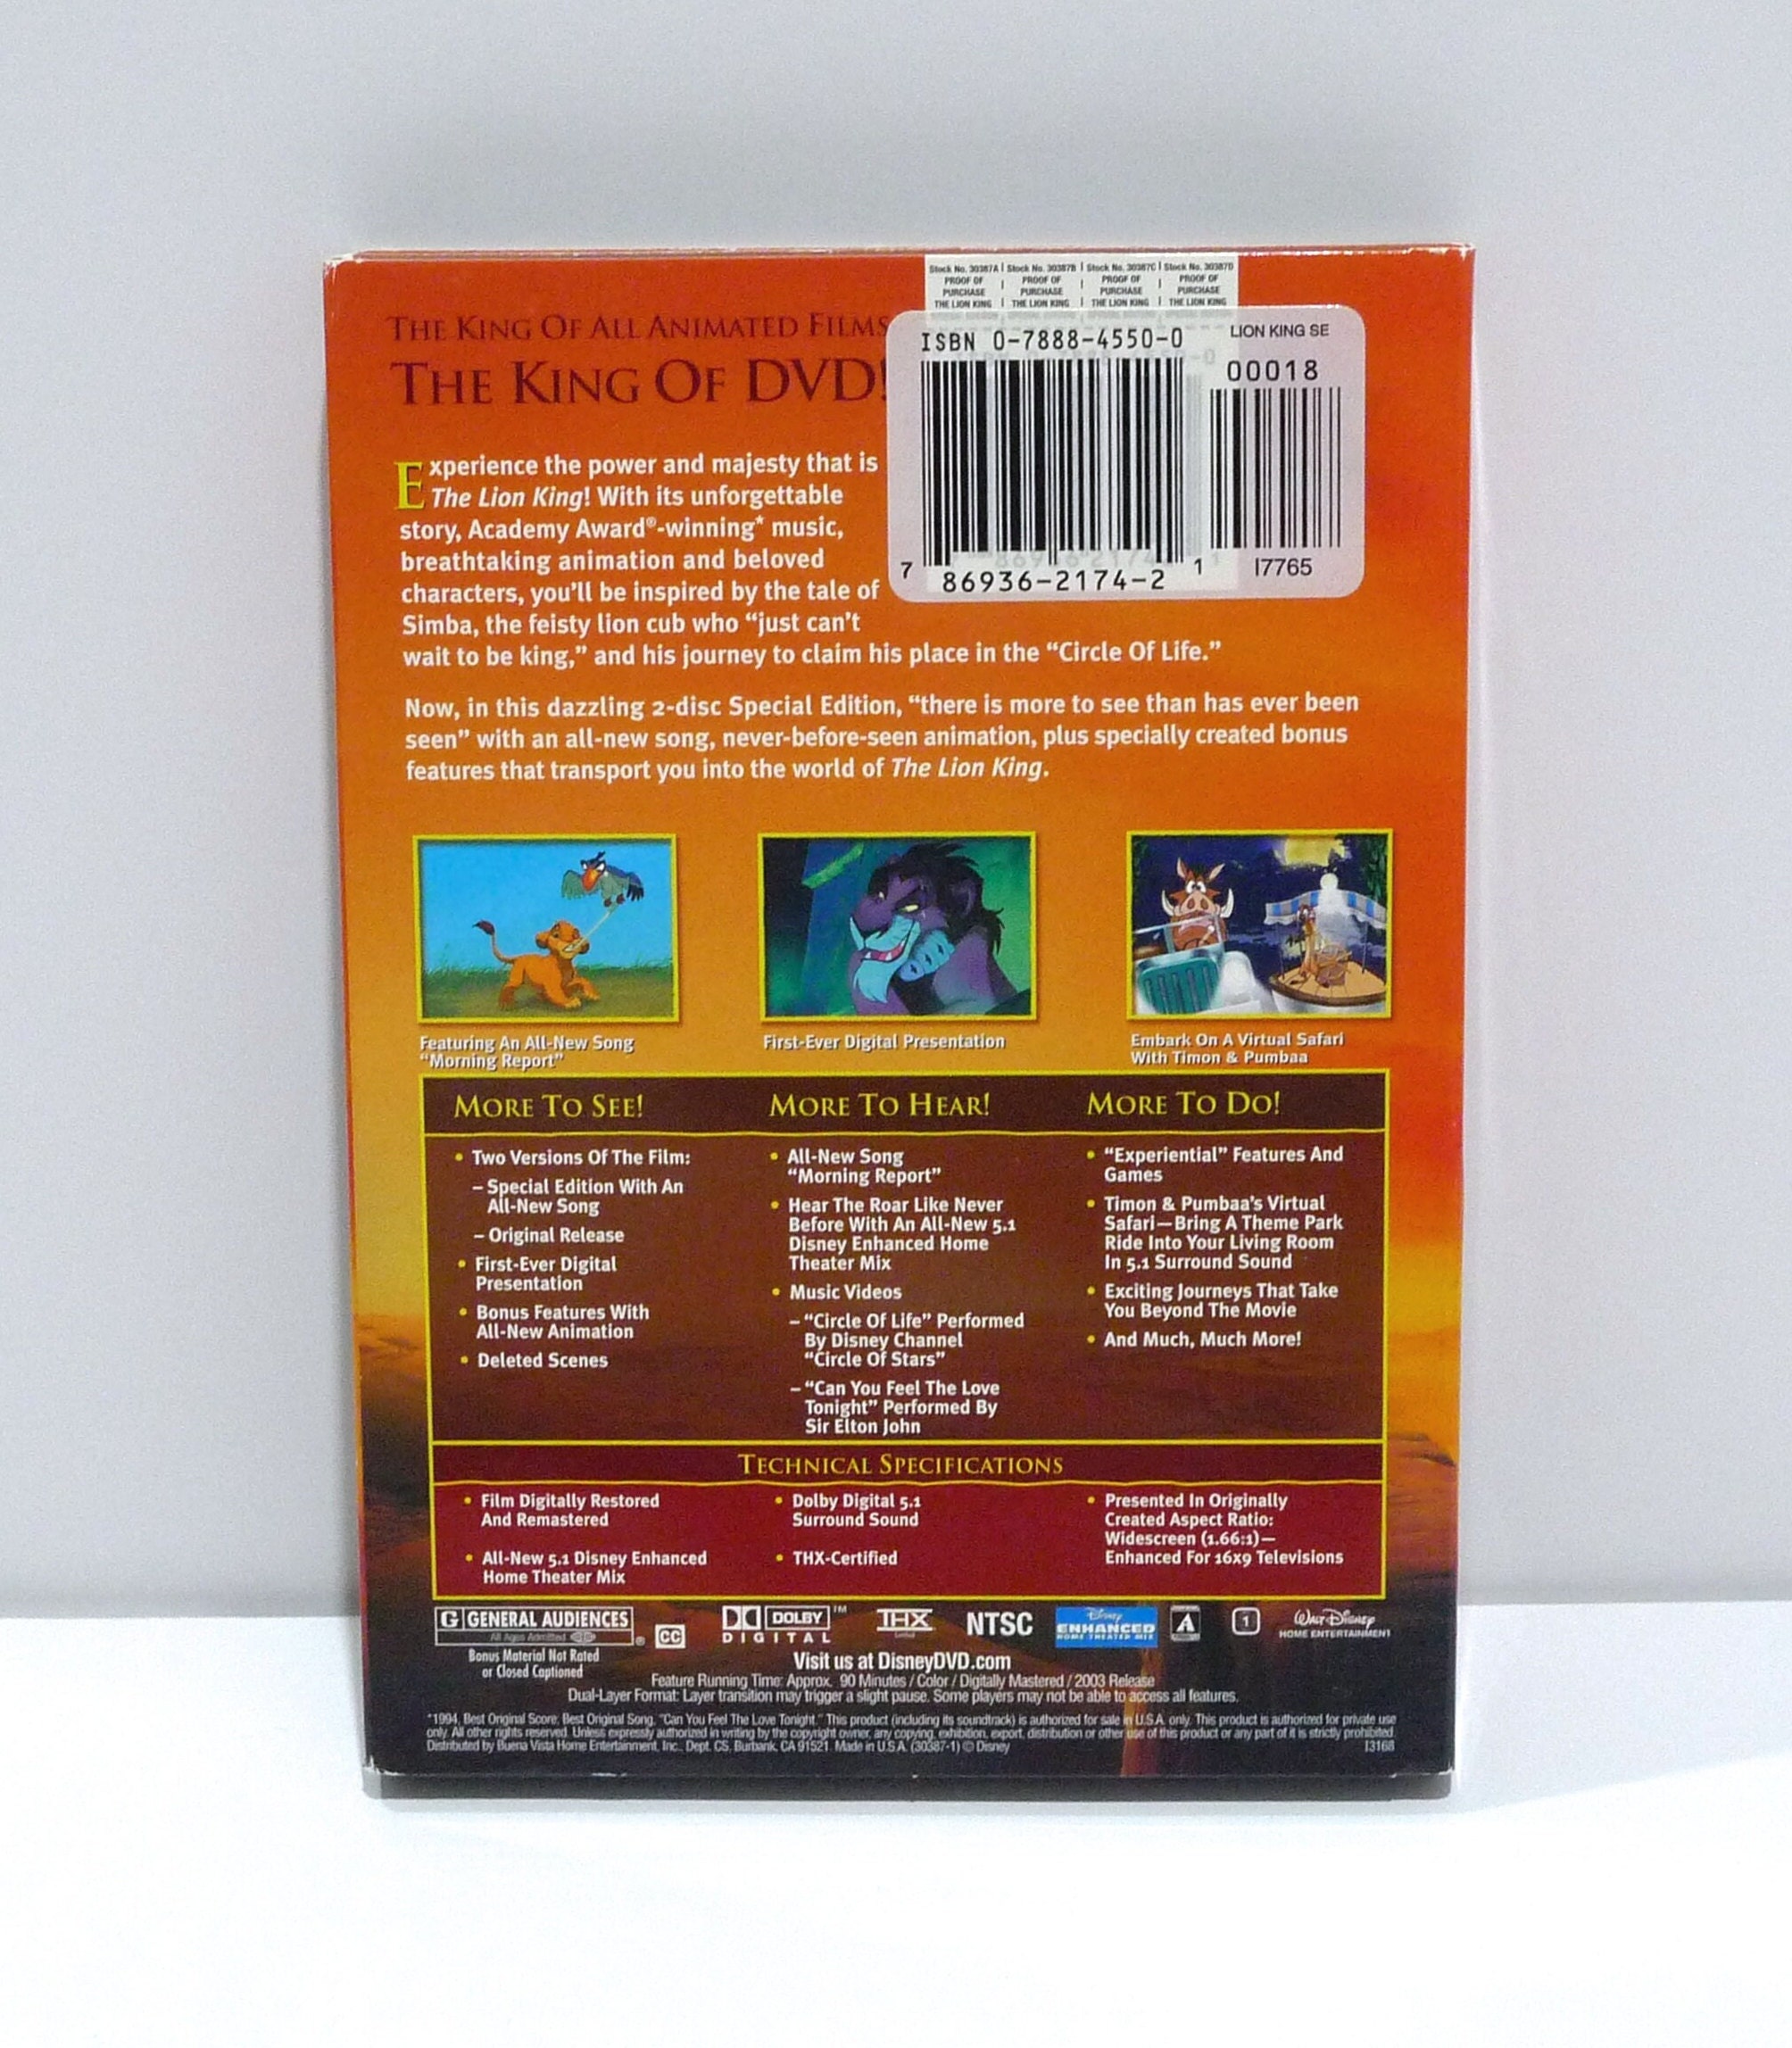 Stock No. 30387A | Stock No. 30387B | Stock No. 30387C | Stock No. 30387D
PROOF OF PROOF OF PROOF OF PROOF OF
PURCHASE PURCHASE PURCHASE PURCHASE
THE LION KING THE LION KING THE LION KING THE LION KING
THE KING OF ALL ANIMATED FILMS
THE KING OF DVD!
ISBN 0-7888-4550-0
LION KING SE
00018
7 86936-2174-2 1
I7765
Experience the power and majesty that is
The Lion King! With its unforgettable
story, Academy Award®-winning* music,
breathtaking animation and beloved
characters, you'll be inspired by the tale of
Simba, the feisty lion cub who “just can't
wait to be king,” and his journey to claim his place in the “Circle Of Life.”
Now, in this dazzling 2-disc Special Edition, “there is more to see than has ever been
seen” with an all-new song, never-before-seen animation, plus specially created bonus
features that transport you into the world of The Lion King.
Featuring An All-New Song
“Morning Report”
First-Ever Digital Presentation
Embark On A Virtual Safari
With Timon & Pumbaa
MORE TO SEE!
• Two Versions Of The Film:
– Special Edition With An
All-New Song
– Original Release
• First-Ever Digital
Presentation
• Bonus Features With
All-New Animation
• Deleted Scenes
MORE TO HEAR!
• All-New Song
“Morning Report”
• Hear The Roar Like Never
Before With An All-New 5.1
Disney Enhanced Home
Theater Mix
• Music Videos
– “Circle Of Life” Performed
By Disney Channel
“Circle Of Stars”
– “Can You Feel The Love
Tonight” Performed By
Sir Elton John
MORE TO DO!
• “Experiential” Features And
Games
• Timon & Pumbaa's Virtual
Safari—Bring A Theme Park
Ride Into Your Living Room
In 5.1 Surround Sound
• Exciting Journeys That Take
You Beyond The Movie
• And Much, Much More!
TECHNICAL SPECIFICATIONS
• Film Digitally Restored
And Remastered
• All-New 5.1 Disney Enhanced
Home Theater Mix
• Dolby Digital 5.1
Surround Sound
• THX-Certified
• Presented In Originally
Created Aspect Ratio:
Widescreen (1.66:1)—
Enhanced For 16x9 Televisions
G GENERAL AUDIENCES
All Ages Admitted
®
CC
Bonus Material Not Rated
or Closed Captioned
DOLBY™
DIGITAL
THX
NTSC
Disney
ENHANCED
HOME THEATER MIX
A
1
WALT DISNEY
HOME ENTERTAINMENT
Visit us at DisneyDVD.com
Feature Running Time: Approx. 90 Minutes / Color / Digitally Mastered / 2003 Release
Dual-Layer Format: Layer transition may trigger a slight pause. Some players may not be able to access all features.
*1994, Best Original Score; Best Original Song, "Can You Feel The Love Tonight." This product (including its soundtrack) is authorized for sale in U.S.A. only. This product is authorized for private use
only. All other rights reserved. Unless expressly authorized in writing by the copyright owner, any copying, exhibition, export, distribution or other use of this product or any part of it is strictly prohibited.
Distributed by Buena Vista Home Entertainment, Inc., Dept. CS, Burbank, CA 91521. Made in U.S.A. (30387-1) © Disney
I3168